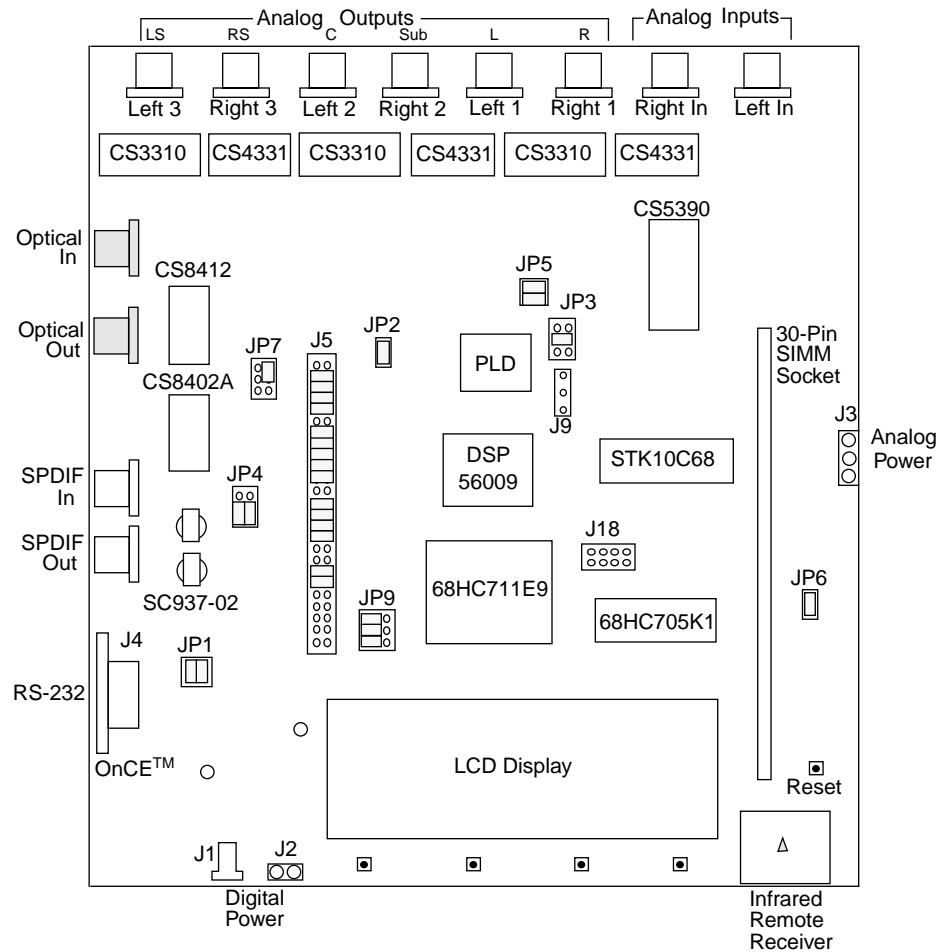 Analog Outputs
Analog Inputs
LS RS C Sub L R
Left 3 Right 3 Left 2 Right 2 Left 1 Right 1 Right In Left In
CS3310 CS4331 CS3310 CS4331 CS3310 CS4331
CS5390
Optical
In
CS8412
JP5
JP3
Optical
Out
JP7
J5
JP2
PLD
30-Pin
SIMM
Socket
CS8402A
J9
J3
Analog
Power
DSP
56009
STK10C68
SPDIF
In
JP4
SPDIF
Out
J18
SC937-02
68HC711E9
JP6
JP9
68HC705K1
J4
JP1
RS-232
OnCE™
LCD Display
Reset
J1
J2
Digital
Power
Infrared
Remote
Receiver